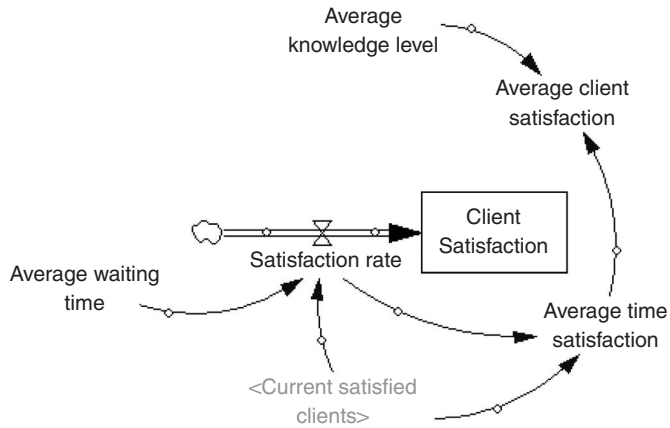 Average
knowledge level
Average client
satisfaction
Client
Satisfaction
Satisfaction rate
Average waiting
time
Average time
satisfaction
<Current satisfied
clients>